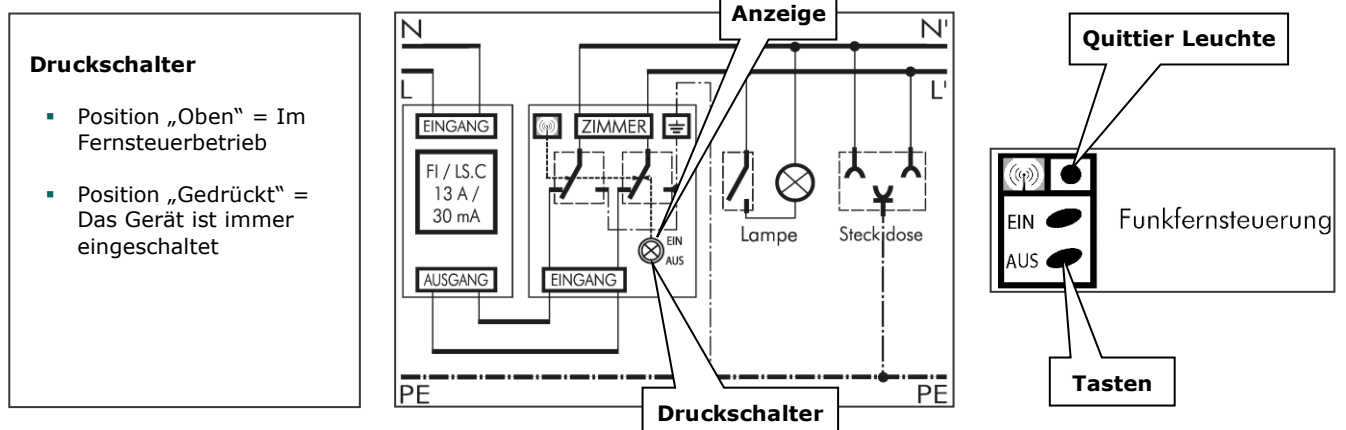 Druckschalter
▪ Position „Oben“ = Im
Fernsteuerbetrieb
▪ Position „Gedrückt“ =
Das Gerät ist immer
eingeschaltet
Anzeige
N N'
L L'
EINGANG ZIMMER
FI / LS.C
13 A /
30 mA
Lampe Steckdose
EIN
AUS
AUSGANG EINGANG
PE PE
Druckschalter
Quittier Leuchte
EIN Funkfernsteuerung
AUS
Tasten